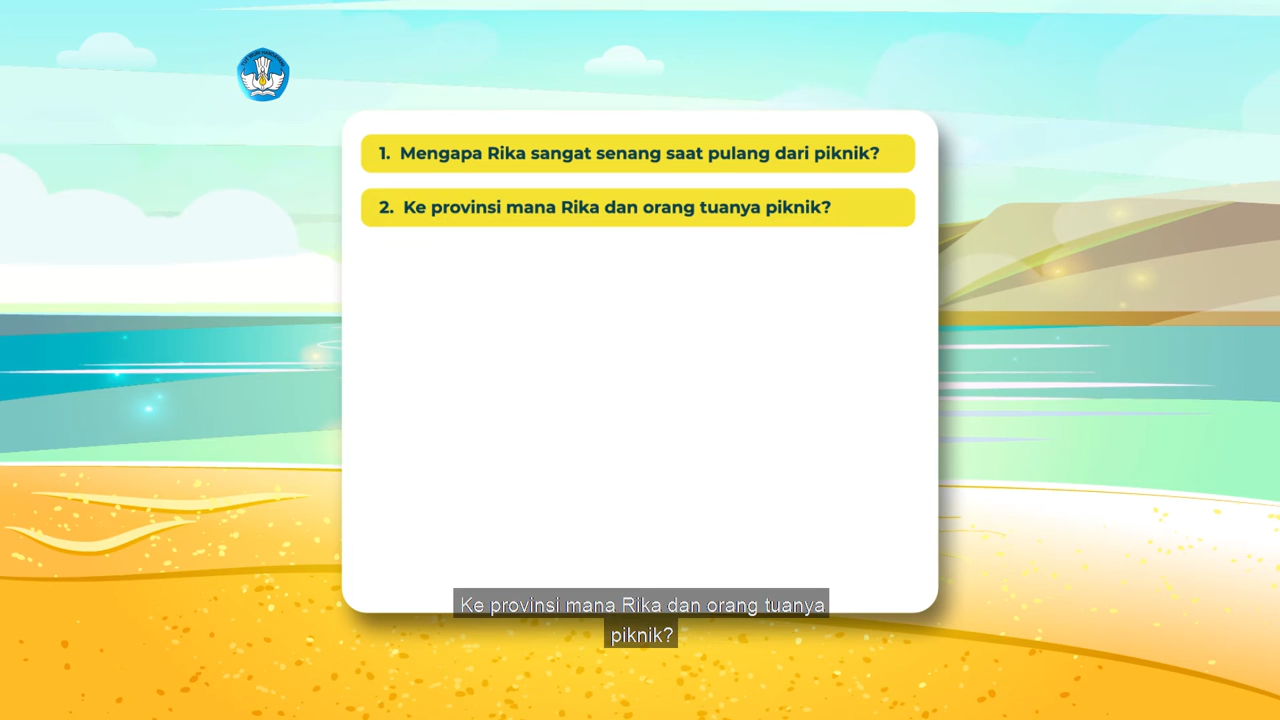 1. Mengapa Rika sangat senang saat pulang dari piknik?
2. Ke provinsi mana Rika dan orang tuanya piknik?
Ke provinsi mana Rika dan orang tuanya
piknik?